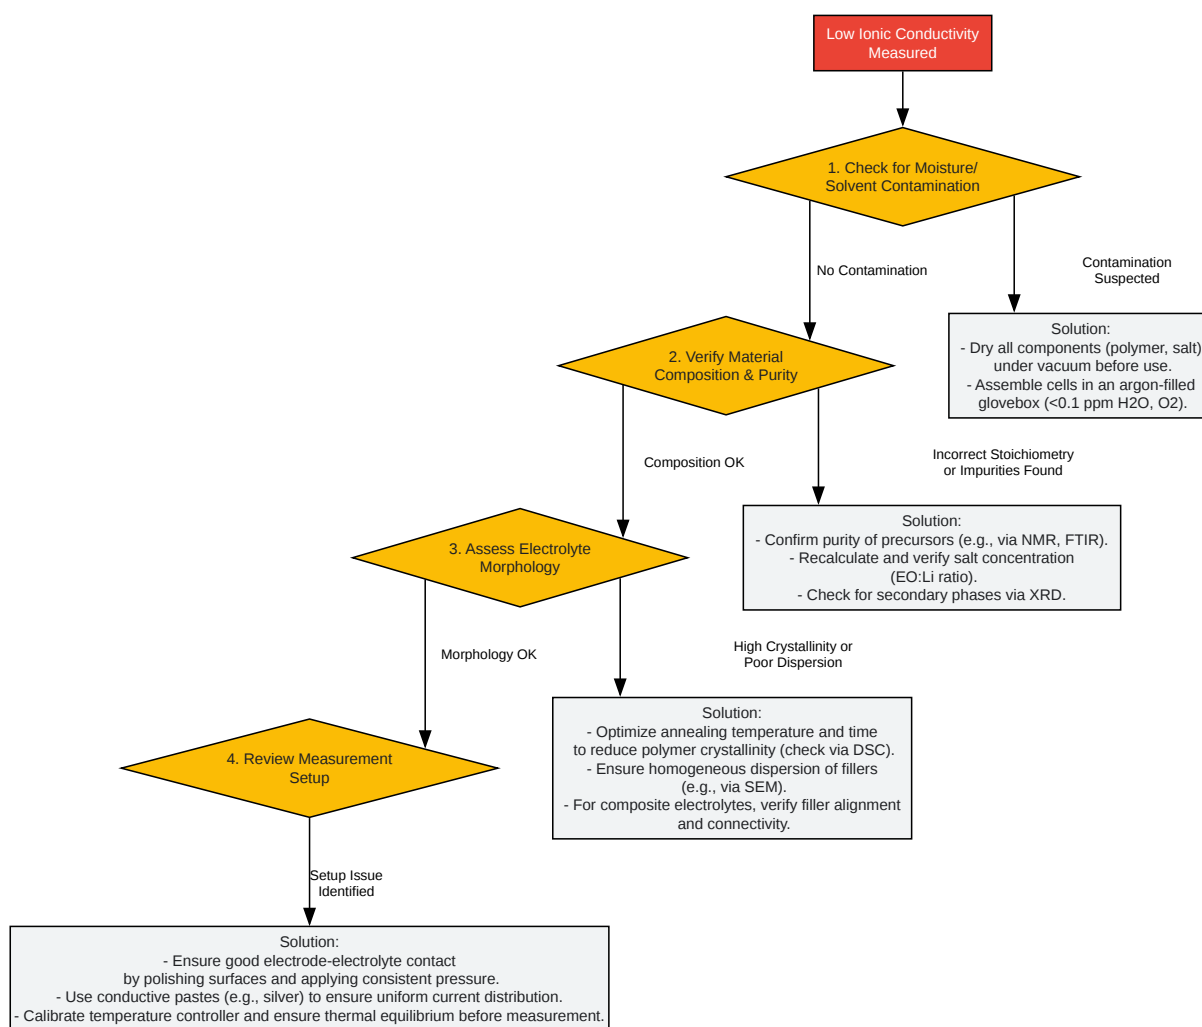 Low Ionic Conductivity
Measured
1. Check for Moisture/
Solvent Contamination
No Contamination
Contamination
Suspected
Solution:
- Dry all components (polymer, salt)
under vacuum before use.
- Assemble cells in an argon-filled
glovebox (<0.1 ppm H2O, O2).
2. Verify Material
Composition & Purity
Composition OK
Incorrect Stoichiometry
or Impurities Found
Solution:
- Confirm purity of precursors (e.g., via NMR, FTIR).
- Recalculate and verify salt concentration
(EO:Li ratio).
- Check for secondary phases via XRD.
3. Assess Electrolyte
Morphology
Morphology OK
High Crystallinity or
Poor Dispersion
Solution:
- Optimize annealing temperature and time
to reduce polymer crystallinity (check via DSC).
- Ensure homogeneous dispersion of fillers
(e.g., via SEM).
- For composite electrolytes, verify filler alignment
and connectivity.
4. Review Measurement
Setup
Setup Issue
Identified
Solution:
- Ensure good electrode-electrolyte contact
by polishing surfaces and applying consistent pressure.
- Use conductive pastes (e.g., silver) to ensure uniform current distribution.
- Calibrate temperature controller and ensure thermal equilibrium before measurement.